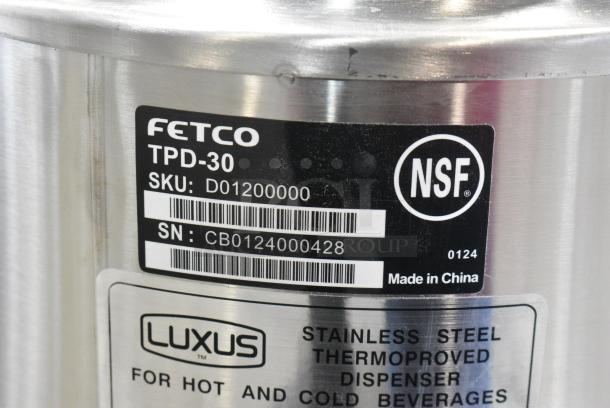 FETCO
TPD-30
SKU: D01200000
SN : CB0124000428
NSF®
0124
Made in China
LUXUS™
STAINLESS STEEL
THERMOPROVED
DISPENSER
FOR HOT AND COLD BEVERAGES